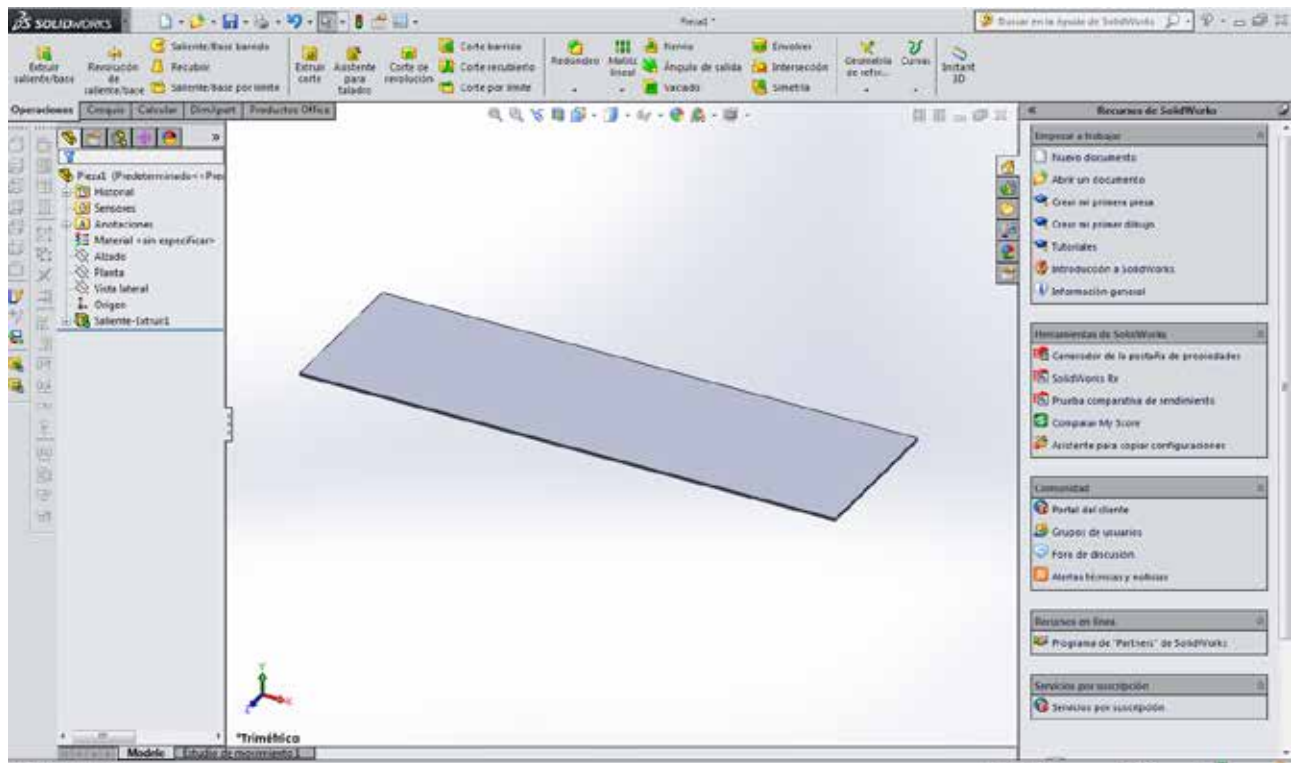 SOLIDWORKS
Pieza1 *
Buscar en la Ayuda de SolidWorks
Extruir saliente/base
Revolución de saliente/base
Saliente/Base barrido
Recubrir
Saliente/Base por límite
Extruir corte
Asistente para taladro
Corte de revolución
Corte barrido
Corte recubierto
Corte por límite
Redondeo
Matriz lineal
Nervio
Ángulo de salida
Vaciado
Envolver
Intersección
Simetría
Geometría de refer...
Curvas
Instant 3D
Operaciones
Croquis
Calcular
DimXpert
Productos Office
Pieza1 (Predeterminado<<Pre
Historial
Sensores
Anotaciones
Material <sin especificar>
Alzado
Planta
Vista lateral
Origen
Saliente-Extruir1
*Trimétrica
Modelo
Estudio de movimiento 1
Recursos de SolidWorks
Empezar a trabajar
Nuevo documento
Abrir un documento
Crear mi primera pieza
Crear mi primer dibujo
Tutoriales
Introducción a SolidWorks
Información general
Herramientas de SolidWorks
Generador de la pestaña de propiedades
SolidWorks Rx
Prueba comparativa de rendimiento
Comparar My Score
Asistente para copiar configuraciones
Comunidad
Portal del cliente
Grupos de usuarios
Foro de discusión
Alertas técnicas y noticias
Recursos en línea
Programa de "Partners" de SolidWorks
Servicios por suscripción
Servicios por suscripción